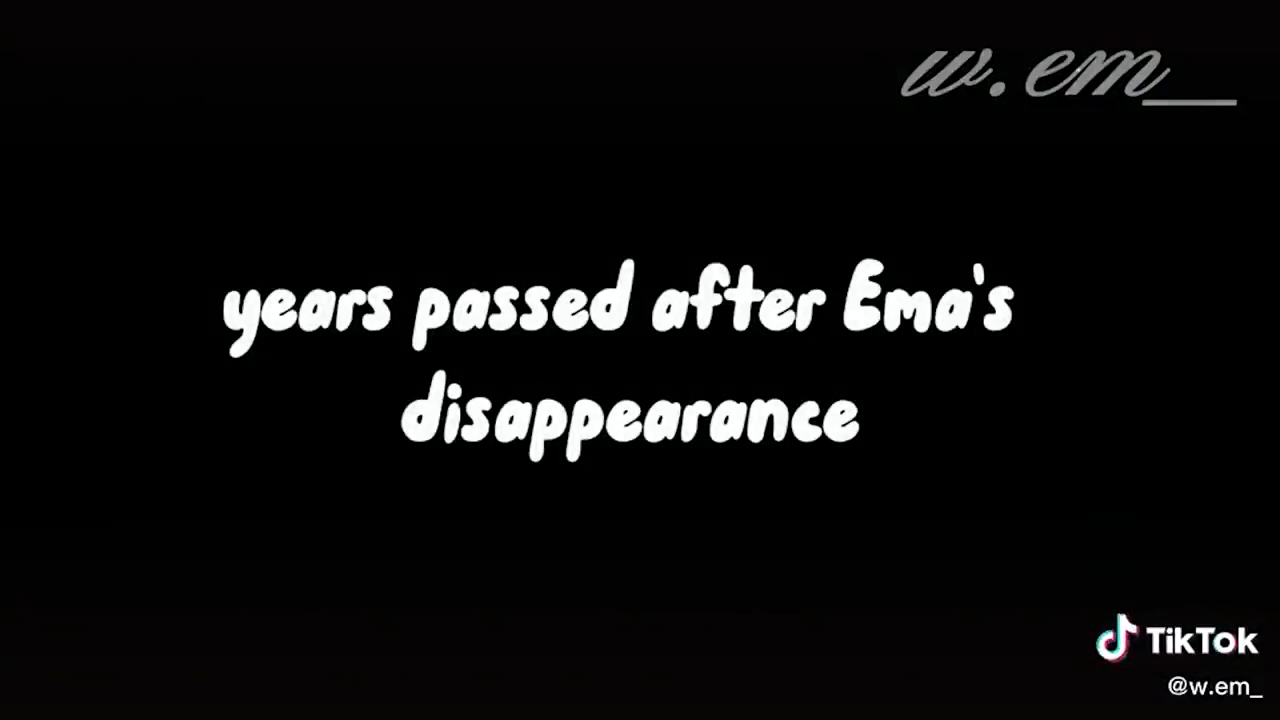 w.em_
years passed after Ema's
disappearance
TikTok
@w.em_